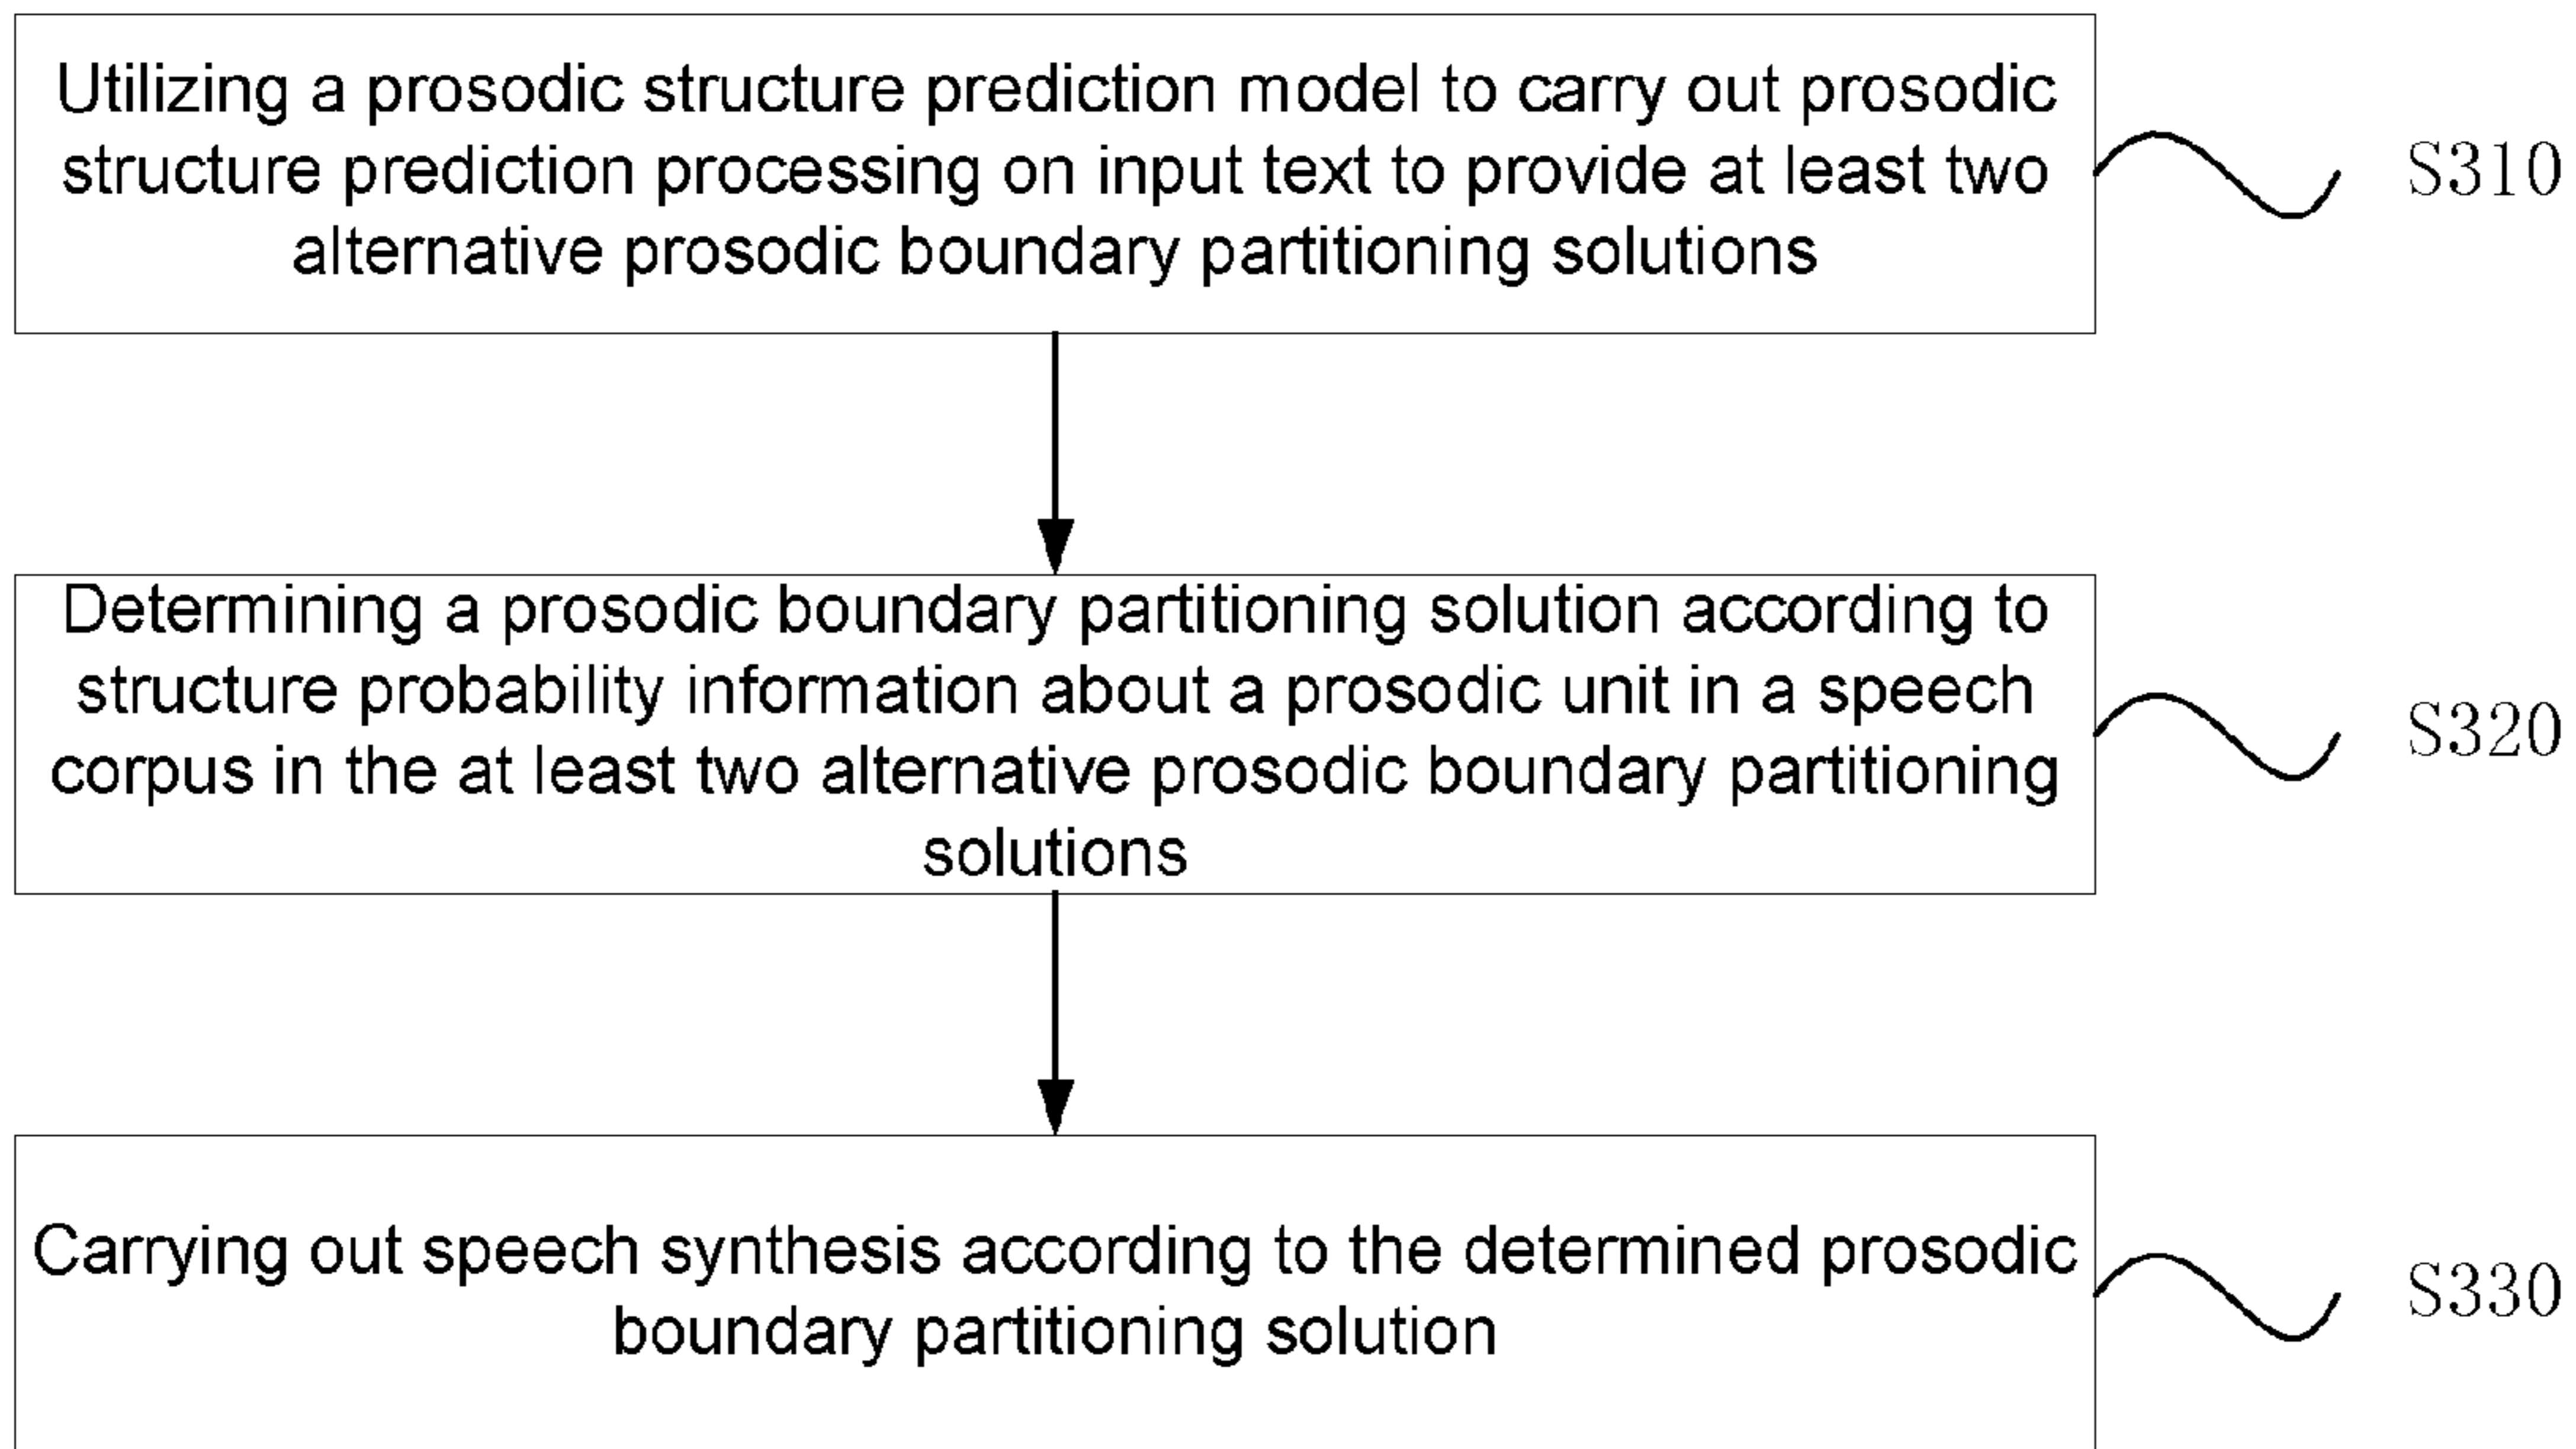 Utilizing a prosodic structure prediction model to carry out prosodic
structure prediction processing on input text to provide at least two
alternative prosodic boundary partitioning solutions
S310
Determining a prosodic boundary partitioning solution according to
structure probability information about a prosodic unit in a speech
corpus in the at least two alternative prosodic boundary partitioning
solutions
S320
Carrying out speech synthesis according to the determined prosodic
boundary partitioning solution
S330